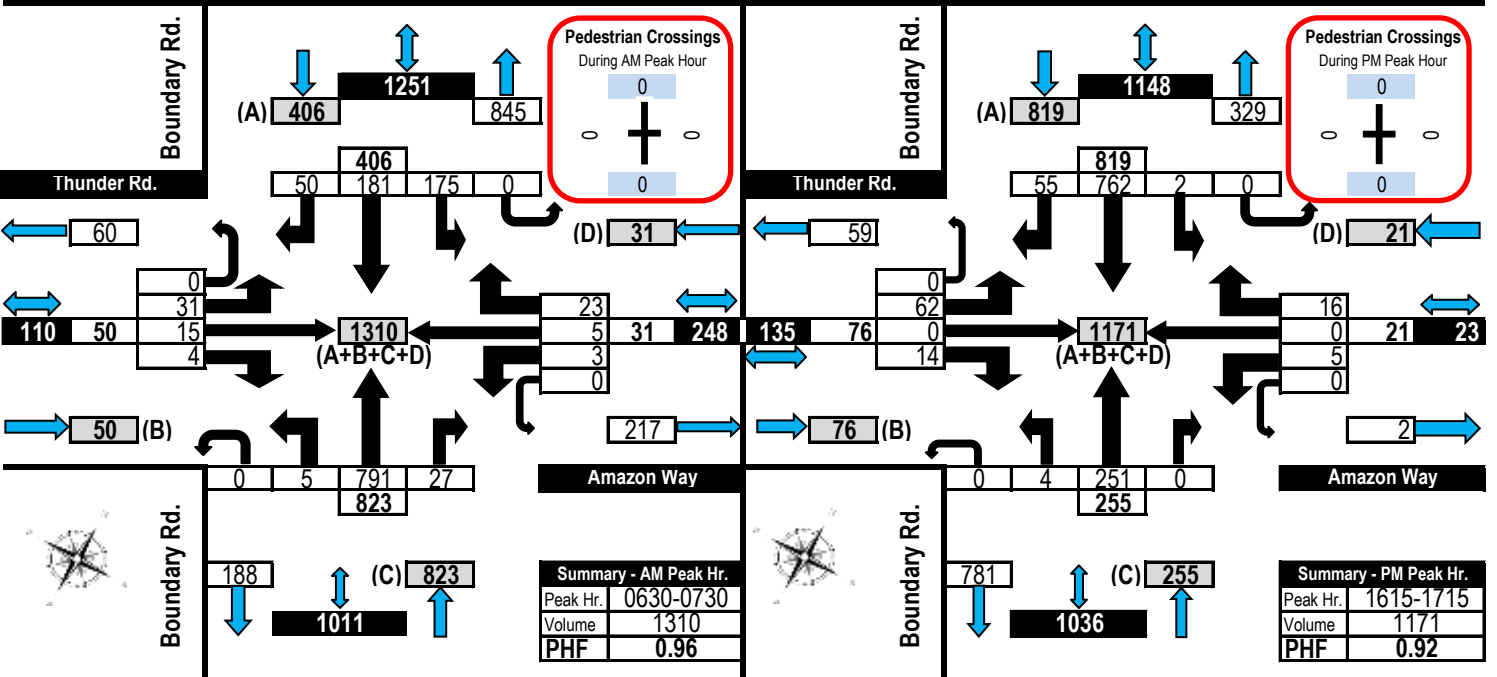 Boundary Rd.
1251
(A) 406
845
Pedestrian Crossings
During AM Peak Hour
0
0 0
0
406
50 181 175 0
Thunder Rd.
60
(D) 31
0
31
15
4
110 50
1310
(A+B+C+D)
23
5
3
0
31 248
50 (B)
217
0 5 791 27
823
Amazon Way
Boundary Rd.
188
(C) 823
1011
Summary - AM Peak Hr.
Peak Hr. 0630-0730
Volume 1310
PHF 0.96
Boundary Rd.
1148
(A) 819
329
Pedestrian Crossings
During PM Peak Hour
0
0 0
0
819
55 762 2 0
Thunder Rd.
59
(D) 21
0
62
0
14
135 76
1171
(A+B+C+D)
16
0
5
0
21 23
76 (B)
2
0 4 251 0
255
Amazon Way
Boundary Rd.
781
(C) 255
1036
Summary - PM Peak Hr.
Peak Hr. 1615-1715
Volume 1171
PHF 0.92